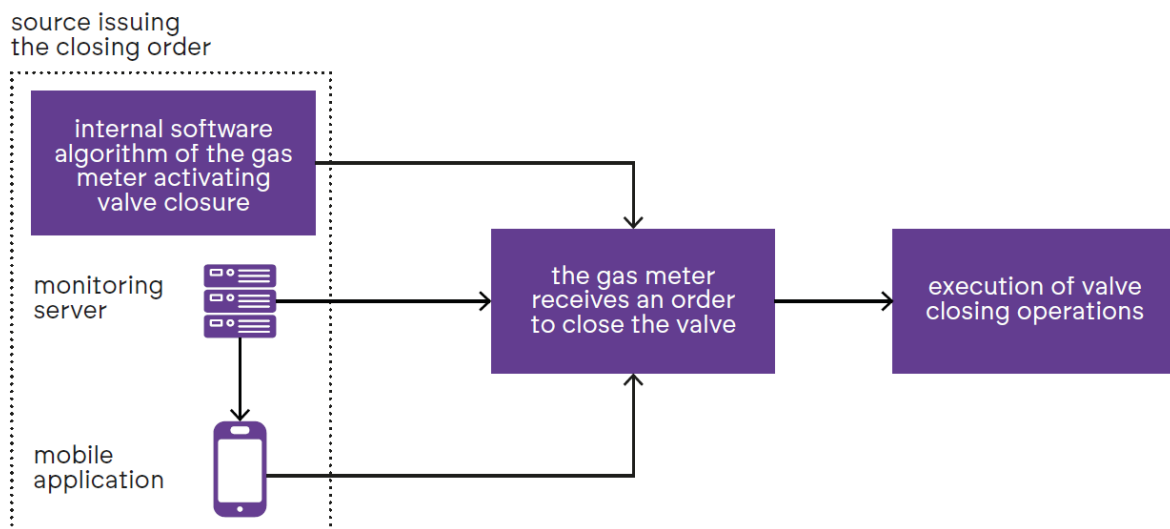 source issuing
the closing order
internal software
algorithm of the gas
meter activating
valve closure
monitoring
server
the gas meter
receives an order
to close the valve
execution of valve
closing operations
mobile
application